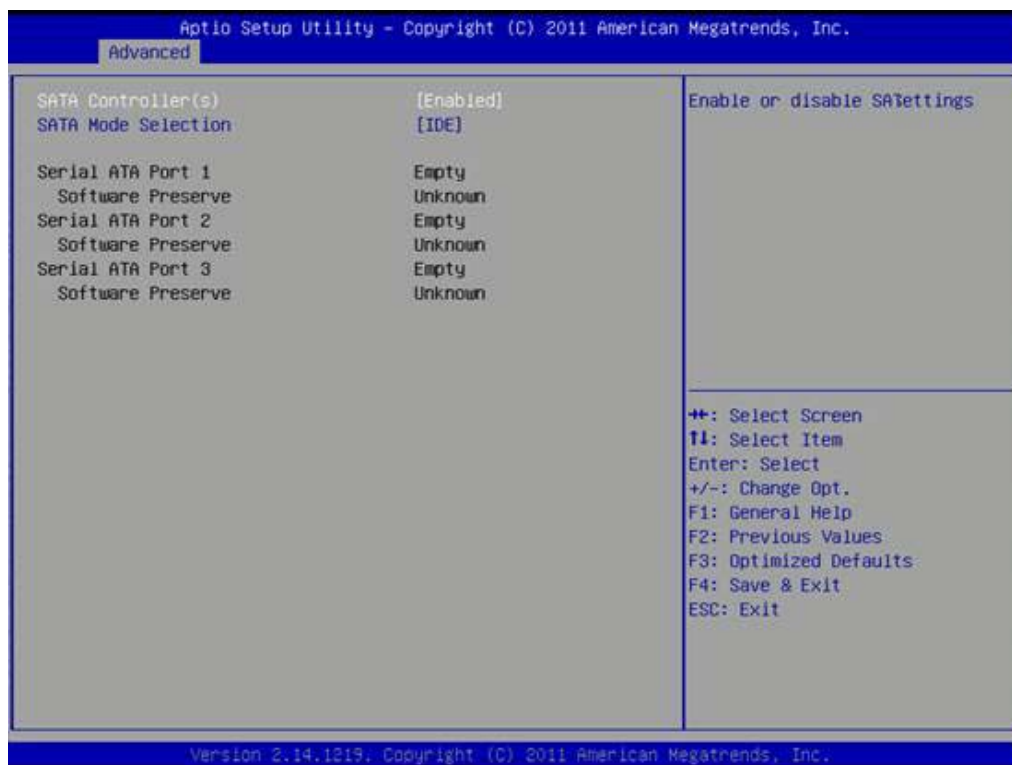 Aptio Setup Utility – Copyright (C) 2011 American Megatrends, Inc.
Advanced
SATA Controller(s) [Enabled]
SATA Mode Selection [IDE]
Serial ATA Port 1 Empty
Software Preserve Unknown
Serial ATA Port 2 Empty
Software Preserve Unknown
Serial ATA Port 3 Empty
Software Preserve Unknown
Enable or disable SATettings
→←: Select Screen
↑↓: Select Item
Enter: Select
+/-: Change Opt.
F1: General Help
F2: Previous Values
F3: Optimized Defaults
F4: Save & Exit
ESC: Exit
Version 2.14.1219. Copyright (C) 2011 American Megatrends, Inc.